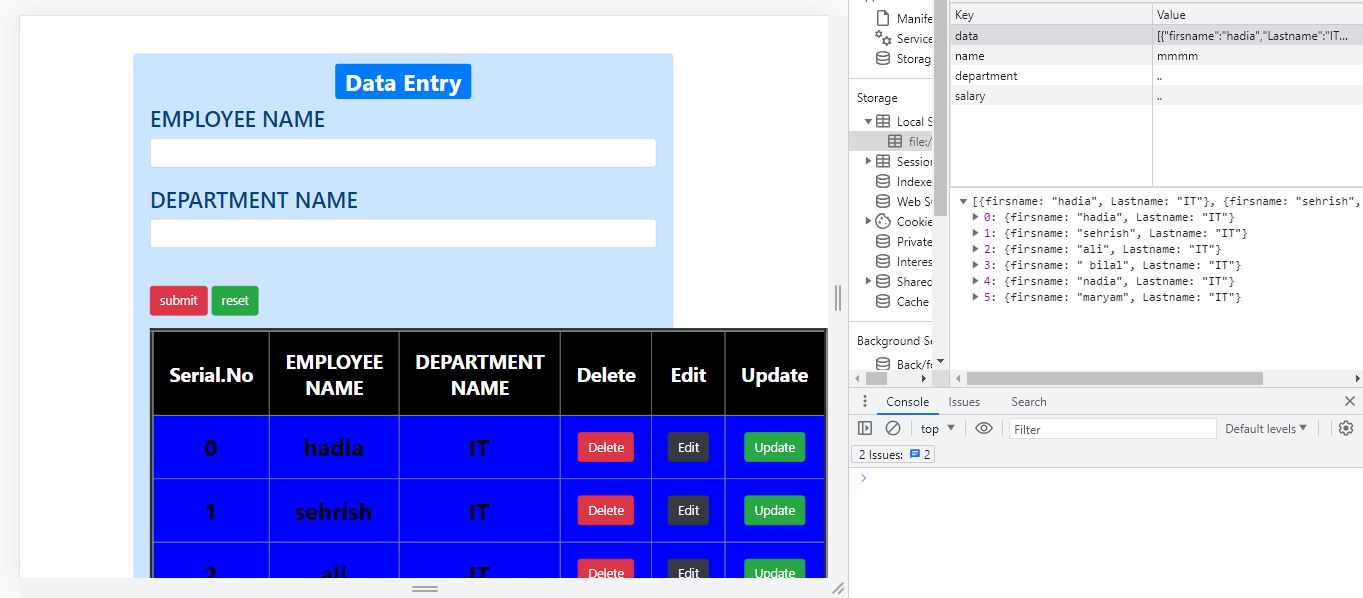 Data Entry
EMPLOYEE NAME
DEPARTMENT NAME
submit reset
Serial.No EMPLOYEE NAME DEPARTMENT NAME Delete Edit Update
0 hadia IT Delete Edit Update
1 sehrish IT Delete Edit Update
2 ali IT Delete Edit Update
Manife
Service
Storag
Storage
Local S
file:/
Session
Indexe
Web S
Cookie
Private
Interes
Shared
Cache
Background Se
Back/fo
Key Value
data [{"firsname":"hadia","Lastname":"IT...
name mmmm
department ..
salary ..
[{firsname: "hadia", Lastname: "IT"}, {firsname: "sehrish",
0: {firsname: "hadia", Lastname: "IT"}
1: {firsname: "sehrish", Lastname: "IT"}
2: {firsname: "ali", Lastname: "IT"}
3: {firsname: " bilal", Lastname: "IT"}
4: {firsname: "nadia", Lastname: "IT"}
5: {firsname: "maryam", Lastname: "IT"}
Console Issues Search
top Filter Default levels
2 Issues: 2